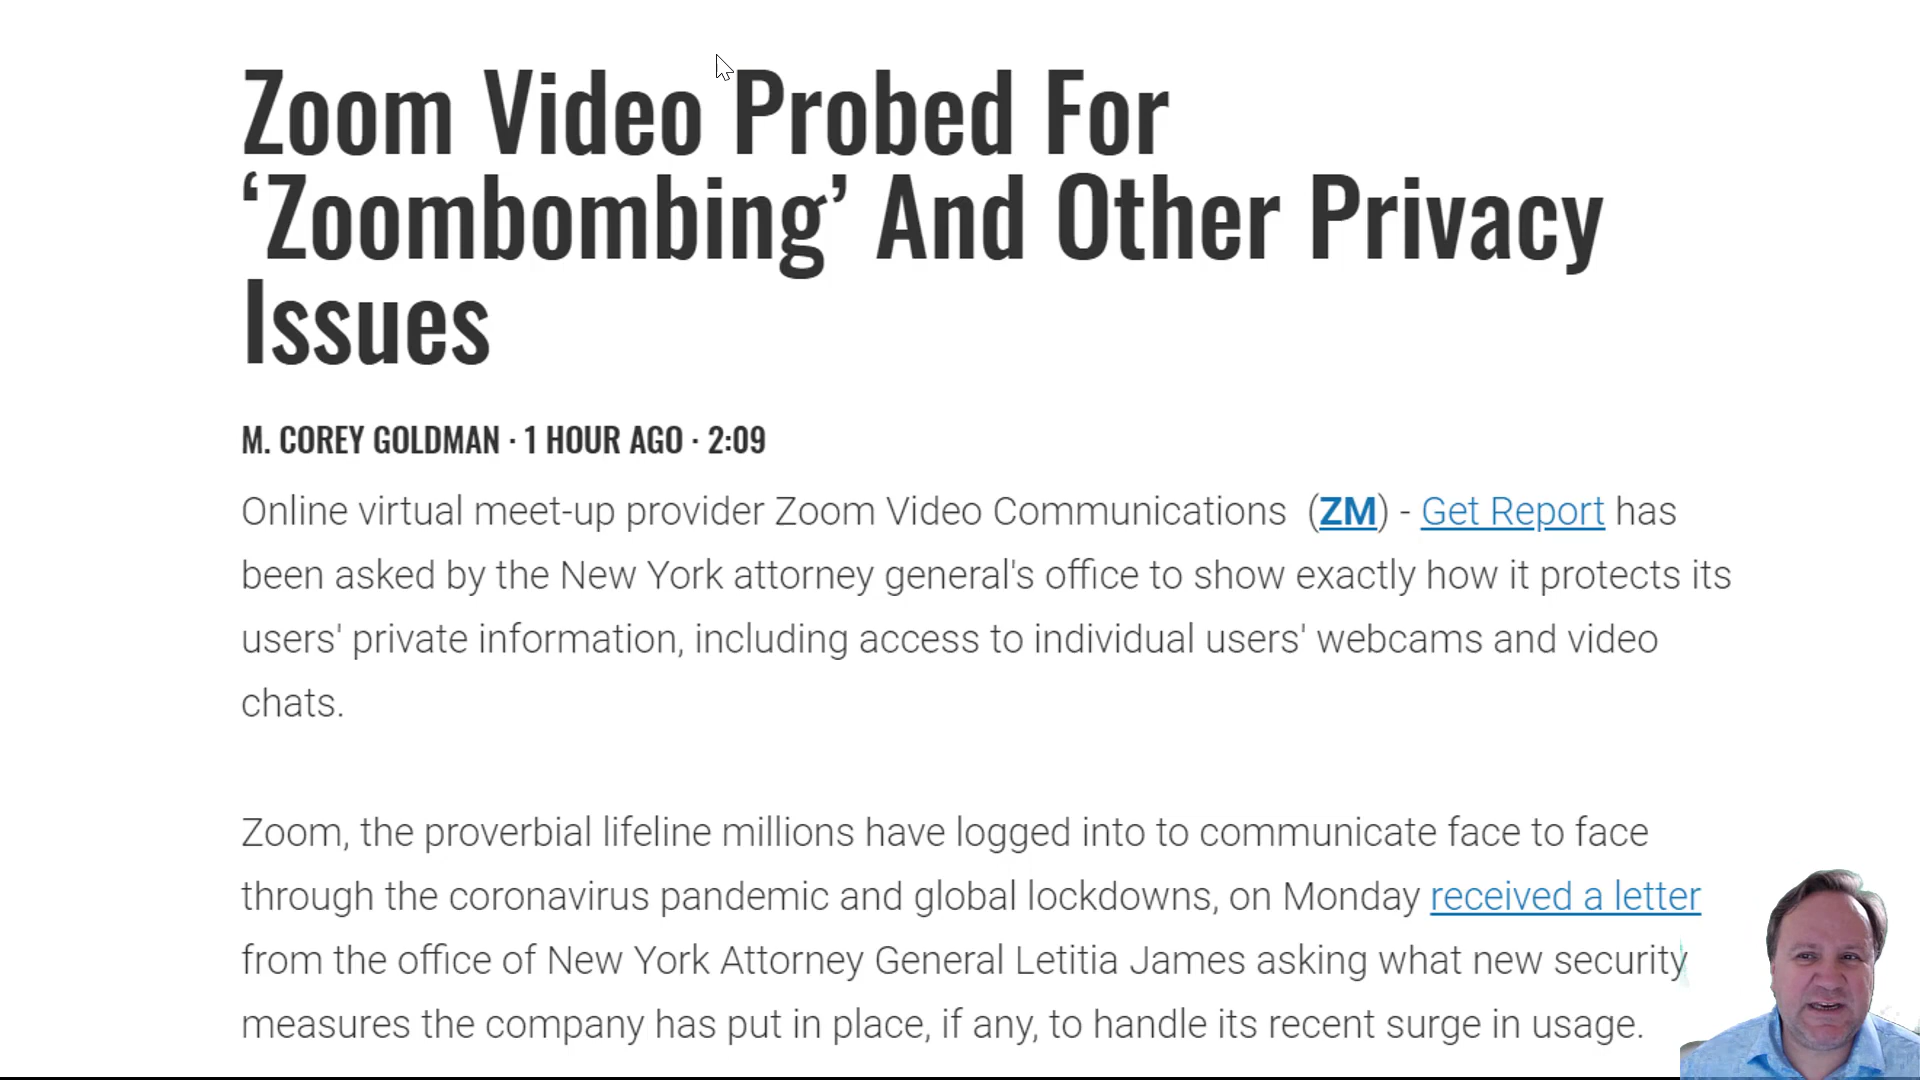 Zoom Video Probed For
‘Zoombombing’ And Other Privacy
Issues
M. COREY GOLDMAN · 1 HOUR AGO · 2:09
Online virtual meet-up provider Zoom Video Communications (ZM) - Get Report has
been asked by the New York attorney general's office to show exactly how it protects its
users' private information, including access to individual users' webcams and video
chats.
Zoom, the proverbial lifeline millions have logged into to communicate face to face
through the coronavirus pandemic and global lockdowns, on Monday received a letter
from the office of New York Attorney General Letitia James asking what new security
measures the company has put in place, if any, to handle its recent surge in usage.